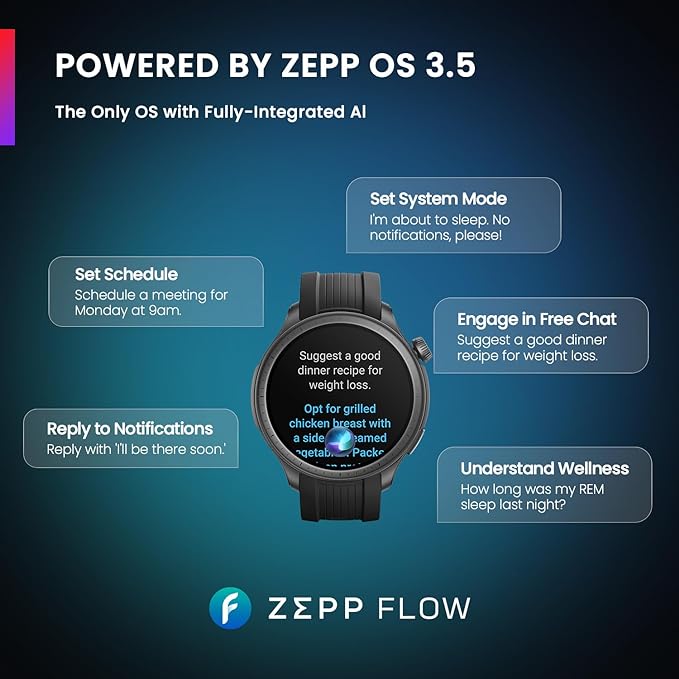 POWERED BY ZEPP OS 3.5
The Only OS with Fully-Integrated AI
Set System Mode
I'm about to sleep. No
notifications, please!
Set Schedule
Schedule a meeting for
Monday at 9am.
Engage in Free Chat
Suggest a good dinner
recipe for weight loss.
Suggest a good
dinner recipe for
weight loss.
Opt for grilled
chicken breast with
a side
Packe
Reply to Notifications
Reply with 'I'll be there soon.'
Understand Wellness
How long was my REM
sleep last night?
ZEPP FLOW